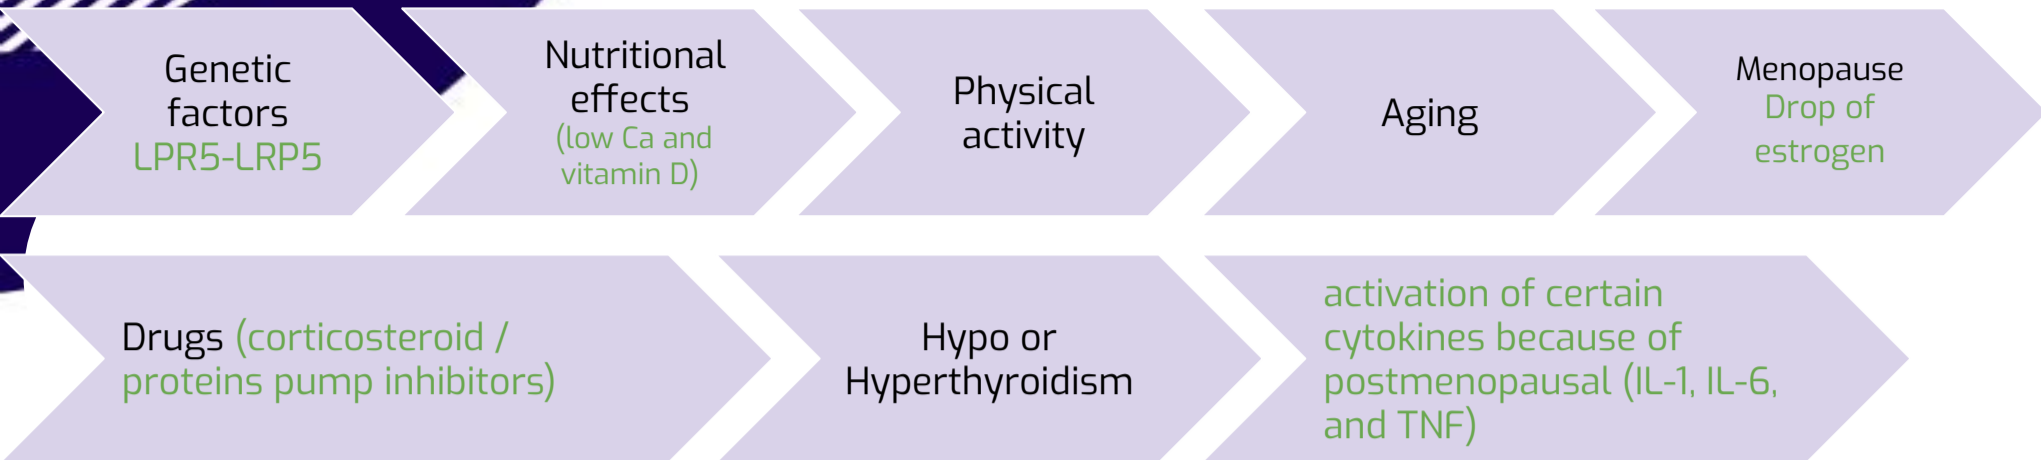 Genetic
factors
LPR5-LRP5
Nutritional
effects
(low Ca and
vitamin D)
Physical
activity
Aging
Menopause
Drop of
estrogen
Drugs (corticosteroid /
proteins pump inhibitors)
Hypo or
Hyperthyroidism
activation of certain
cytokines because of
postmenopausal (IL-1, IL-6,
and TNF)